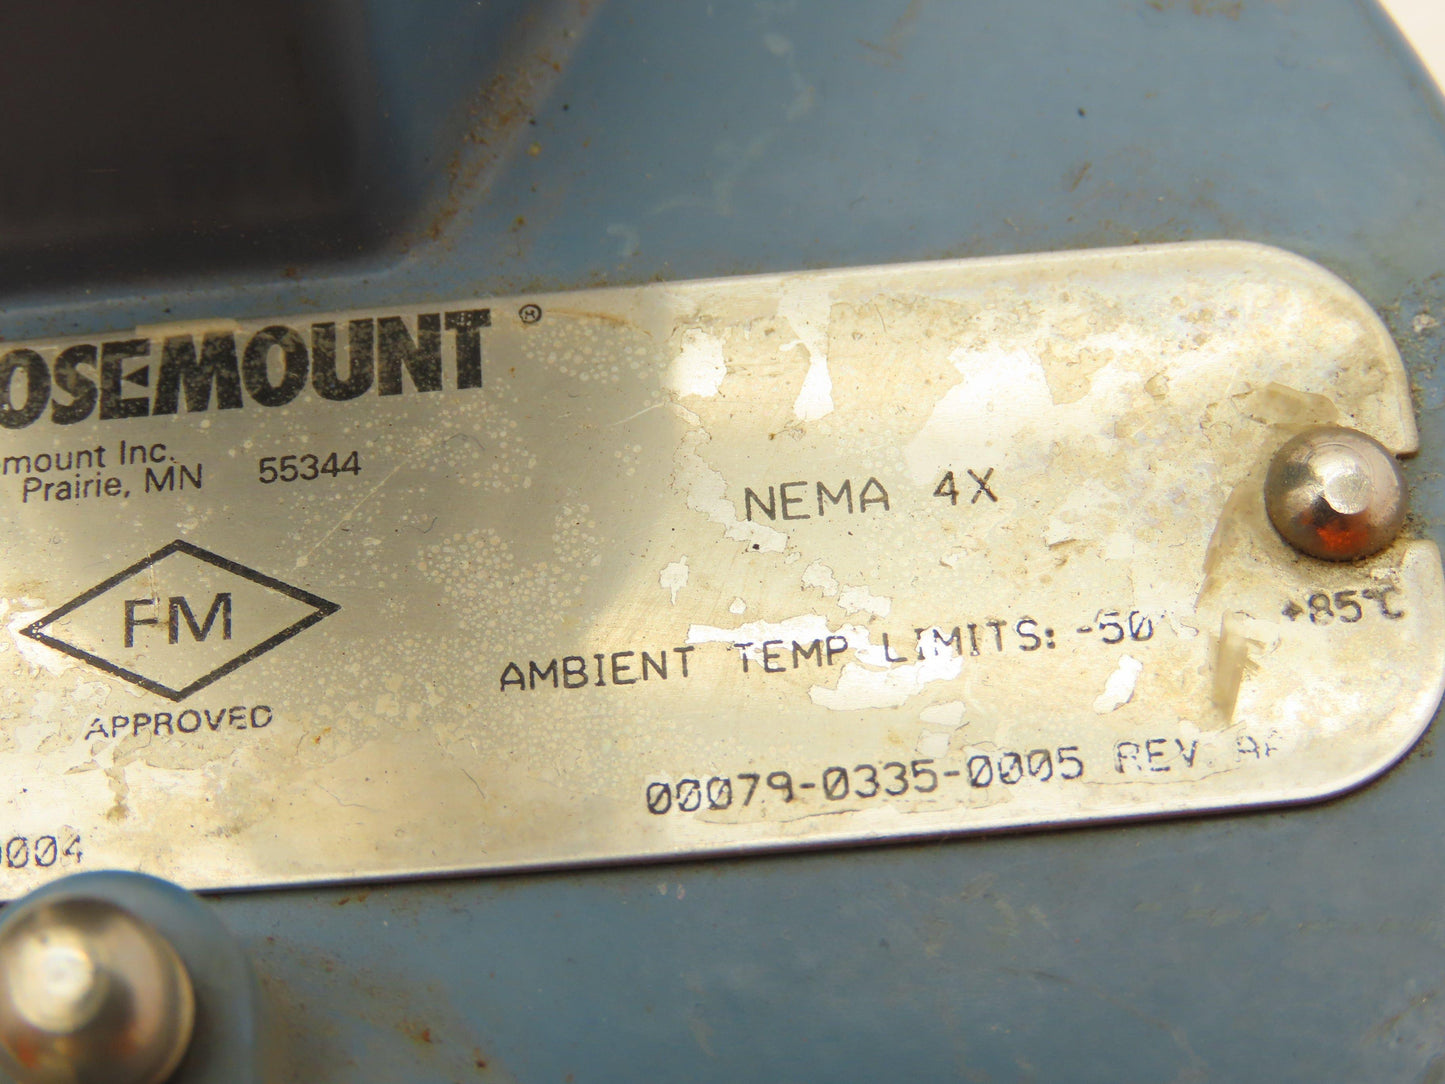 OSEMOUNT®
mount Inc.
Prairie, MN 55344
NEMA 4X
FM
APPROVED
AMBIENT TEMP LIMITS: -50 +85°C
00079-0335-0005 REV
0004